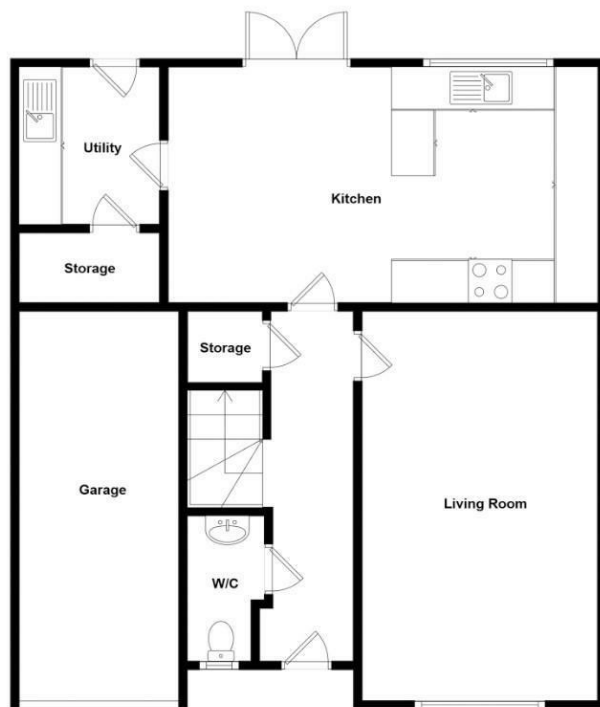 Utility
Kitchen
Storage
Storage
Garage
Living Room
W/C